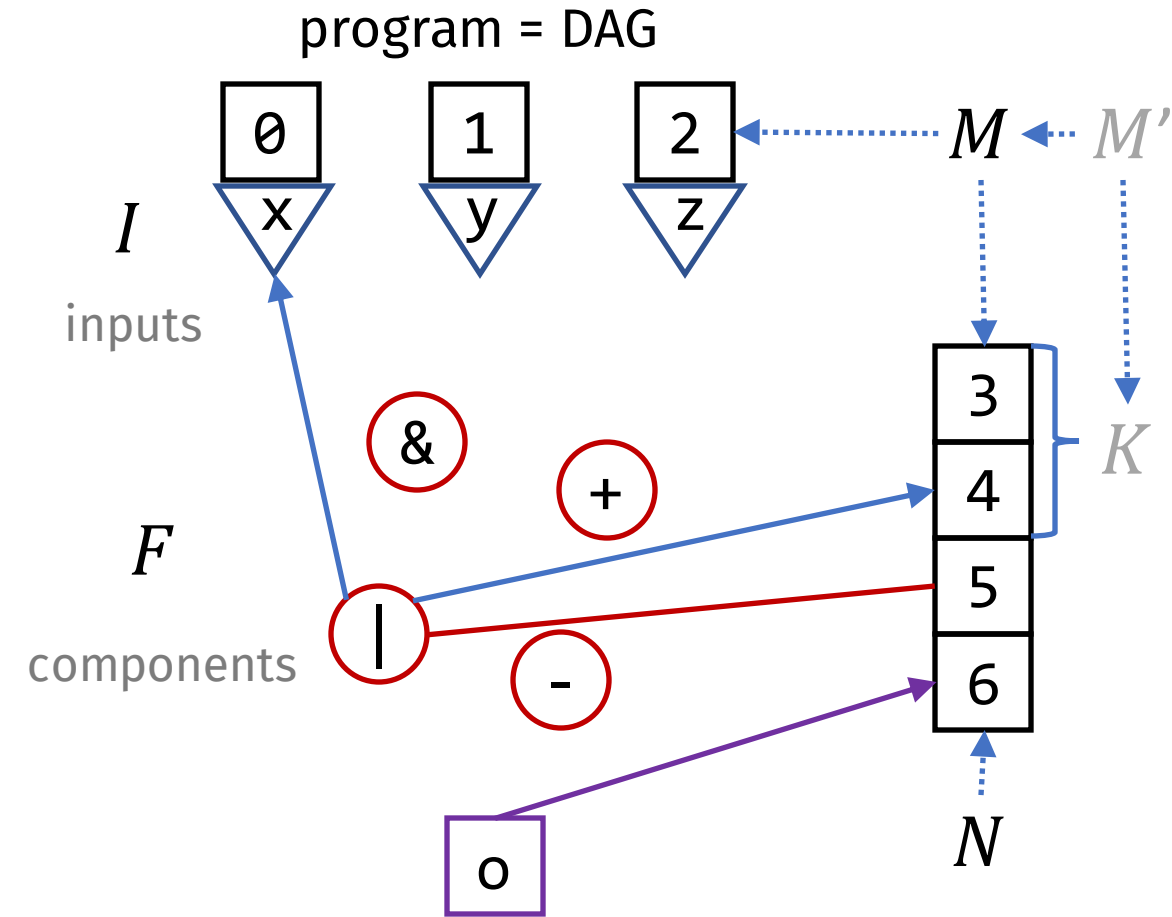 program = DAG
0 1 2 M M’
x y z
I
inputs
3
& 4 K
+
F 5
|
components - 6
o N